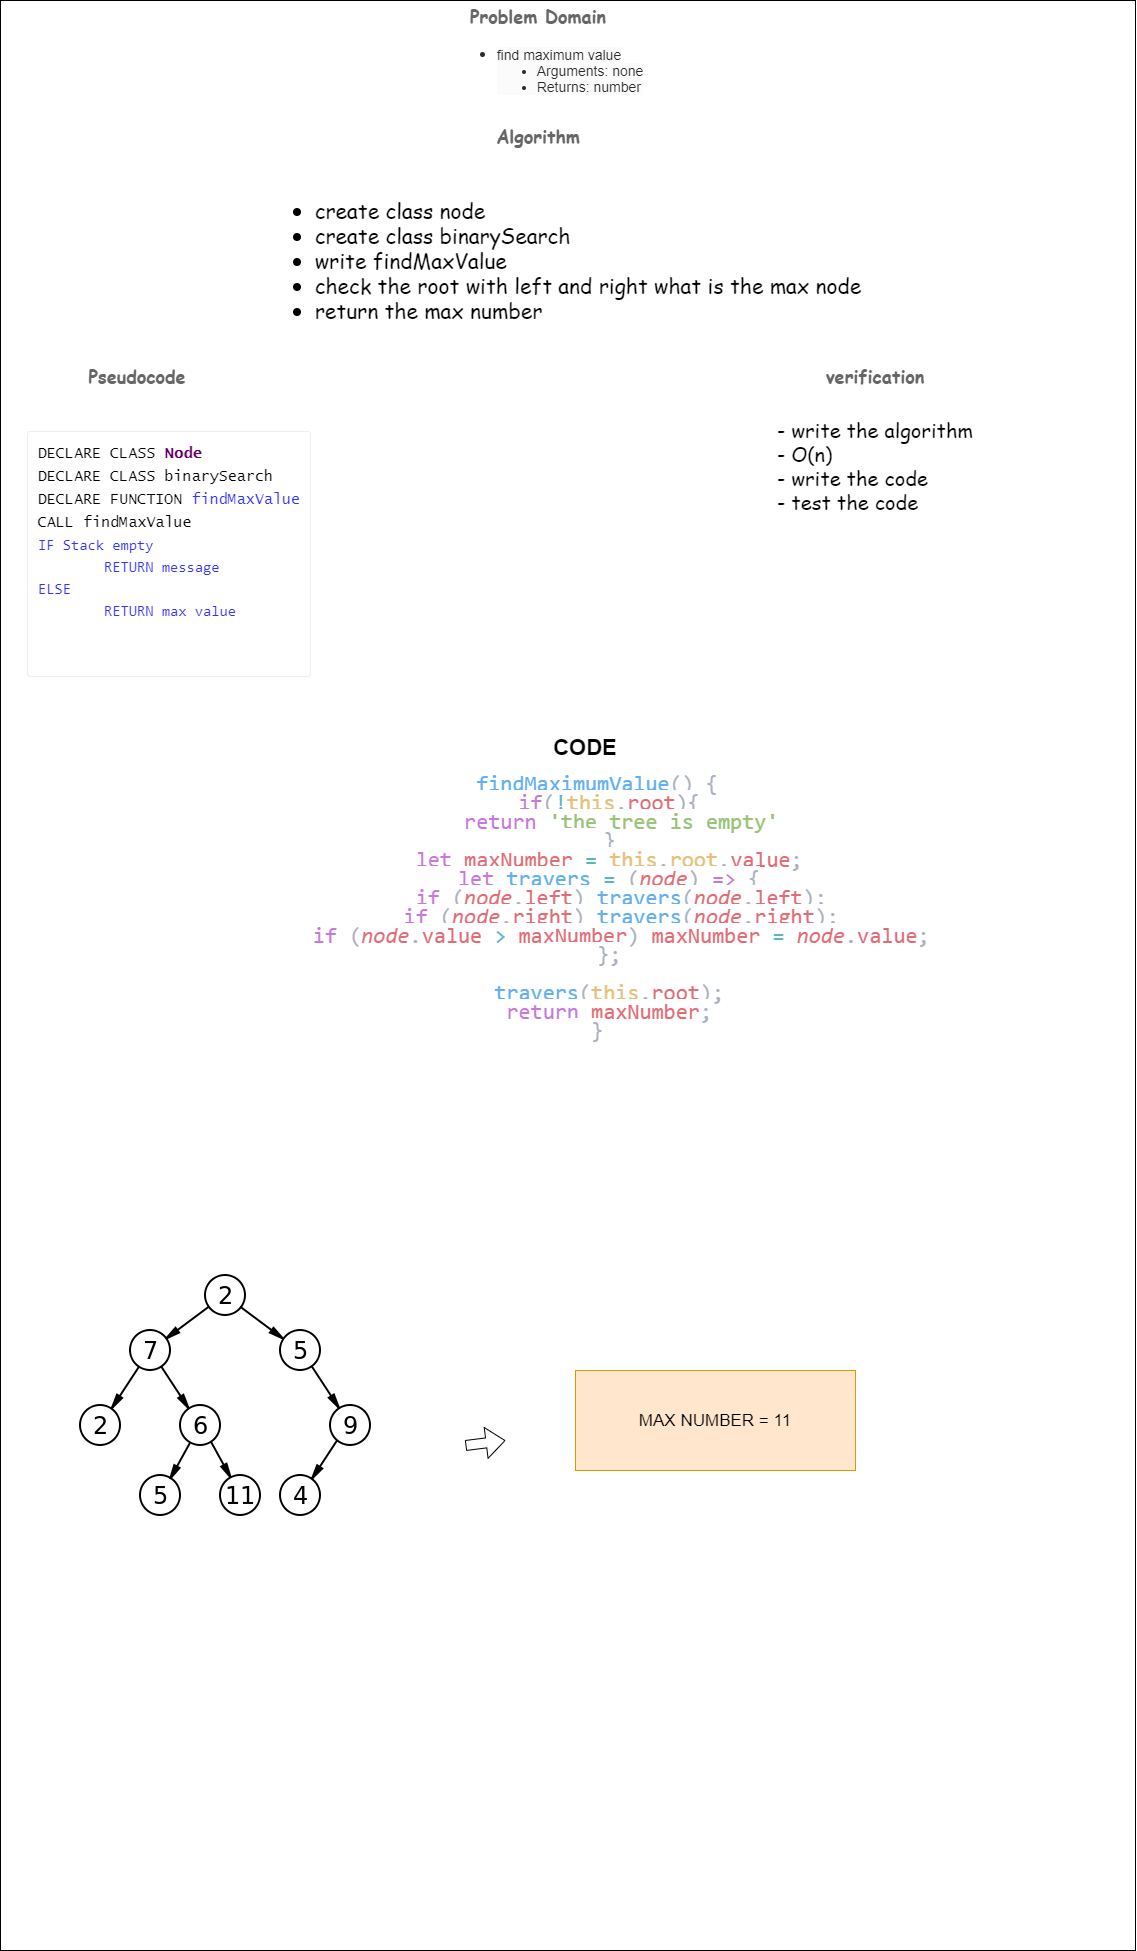 Problem Domain
find maximum value
Arguments: none
Returns: number
Algorithm
create class node
create class binarySearch
write findMaxValue
check the root with left and right what is the max node
return the max number
Pseudocode
DECLARE CLASS Node
DECLARE CLASS binarySearch
DECLARE FUNCTION findMaxValue
CALL findMaxValue
IF Stack empty
RETURN message
ELSE
RETURN max value
verification
- write the algorithm
- O(n)
- write the code
- test the code
CODE
findMaximumValue() {
if(!this.root){
return 'the tree is empty'
}
let maxNumber = this.root.value;
let travers = (node) => {
if (node.left) travers(node.left);
if (node.right) travers(node.right);
if (node.value > maxNumber) maxNumber = node.value;
};
travers(this.root);
return maxNumber;
}
2
7 5
2 6 9
5 11 4
MAX NUMBER = 11